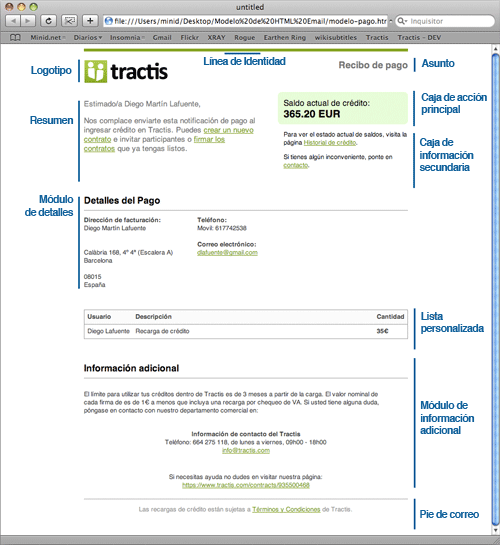 untitled
file:///Users/minid/Desktop/Modelo%20de%20HTML%20Email/modelo-pago.htm
Inquisitor
Minid.net Diarios Insomnia Gmail Flickr XRAY Rogue Earthen Ring wikisubtitles Tractis Tractis – DEV
Línea de Identidad
Logotipo
tractis
Recibo de pago
Asunto
Resumen
Estimado/a Diego Martín Lafuente,
Nos complace enviarte esta notificación de pago al
ingresar crédito en Tractis. Puedes crear un nuevo
contrato e invitar participantes o firmar los
contratos que ya tengas listos.
Saldo actual de crédito:
365.20 EUR
Caja de acción
principal
Para ver el estado actual de saldos, visita la
página Historial de crédito.
Si tienes algún inconveniente, ponte en
contacto.
Caja de
información
secundaria
Módulo
de detalles
Detalles del Pago
Dirección de facturación:
Diego Martín Lafuente
Calàbria 168, 4º 4ª (Escalera A)
Barcelona
08015
España
Teléfono:
Movil: 617742538
Correo electrónico:
dlafuente@gmail.com
Usuario Descripción Cantidad
Diego Lafuente Recarga de crédito 35€
Lista
personalizada
Información adicional
El límite para utilizar tus créditos dentro de Tractis es de 3 meses a partir de la carga. El valor nominal de
cada firma de es de 1€ a menos que incluya una recarga por chequeo de VA. Si usted tiene alguna duda,
póngase en contacto con nuestro departamento comercial en:
Información de contacto del Tractis
Teléfono: 664 275 118, de lunes a viernes, 09h00 - 18h00
info@tractis.com
Si necesitas ayuda no dudes en visitar nuestra página:
https://www.tractis.com/contracts/935500468
Módulo de
información
adicional
Las recargas de crédito están sujetas a Términos y Condiciones de Tractis.
Pie de correo